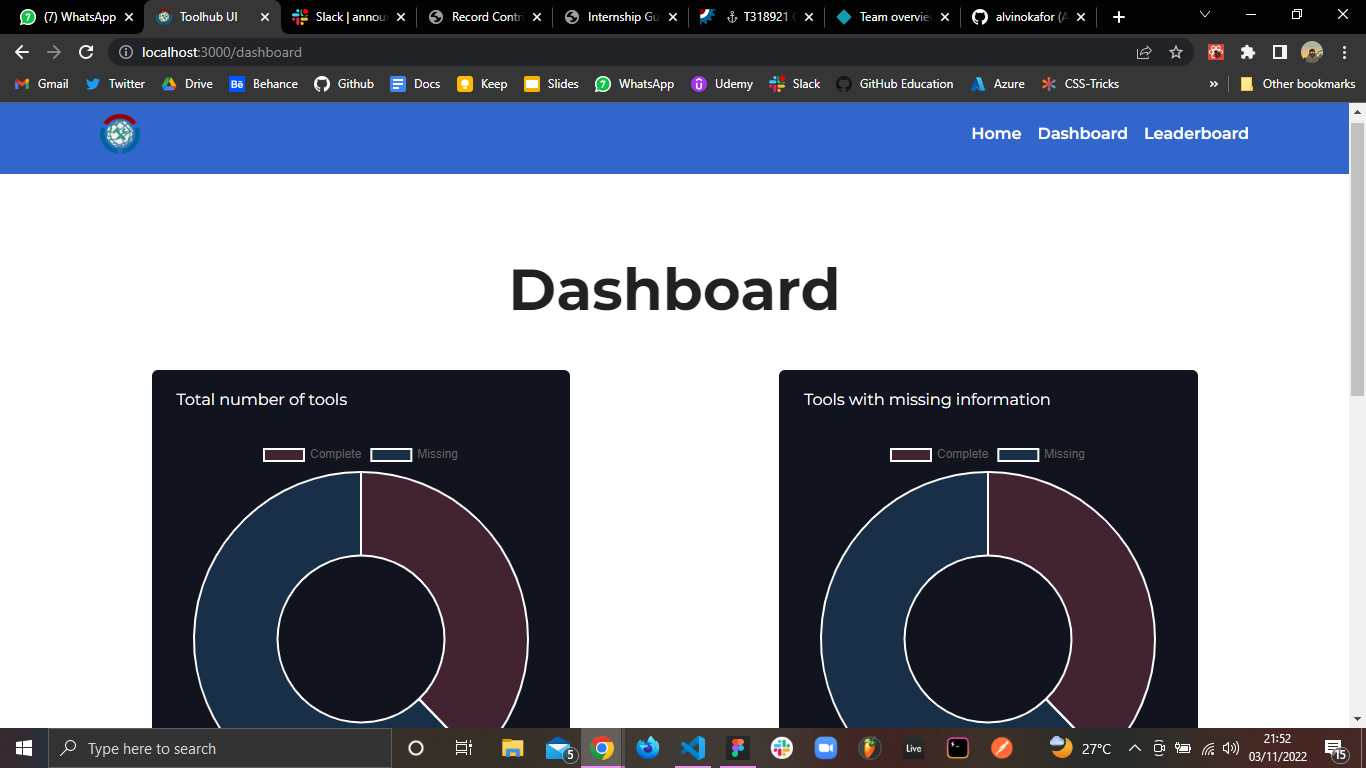 (7) WhatsApp Toolhub UI Slack | annou Record Contri Internship Gu T318921 Team overvie alvinokafor (A
localhost:3000/dashboard
Gmail Twitter Drive Behance Github Docs Keep Slides WhatsApp Udemy Slack GitHub Education Azure CSS-Tricks » Other bookmarks
Home Dashboard Leaderboard
Dashboard
Total number of tools
Complete Missing
Tools with missing information
Complete Missing
Type here to search
5
Live
27°C
21:52
03/11/2022
15